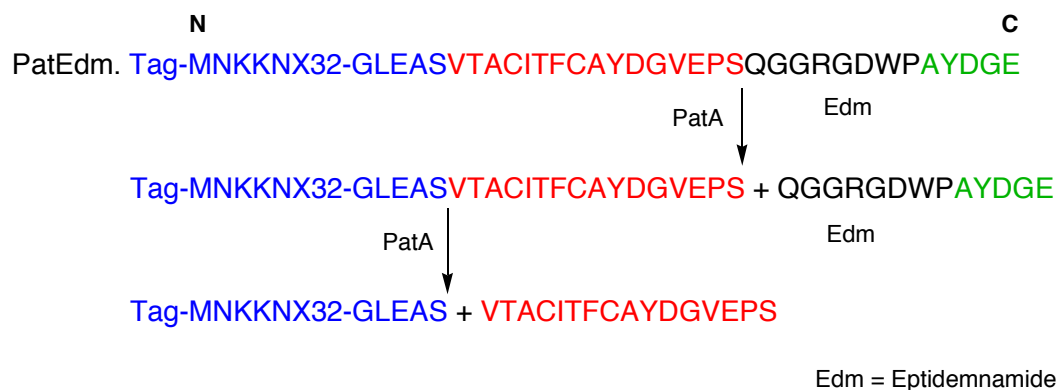 N C
PatEdm. Tag-MNKKNX32-GLEASVTACITFCAYDGVEPSQGGRGDWPAYDGE
PatA Edm
Tag-MNKKNX32-GLEASVTACITFCAYDGVEPS + QGGRGDWPAYDGE
PatA Edm
Tag-MNKKNX32-GLEAS + VTACITFCAYDGVEPS
Edm = Eptidemnamide